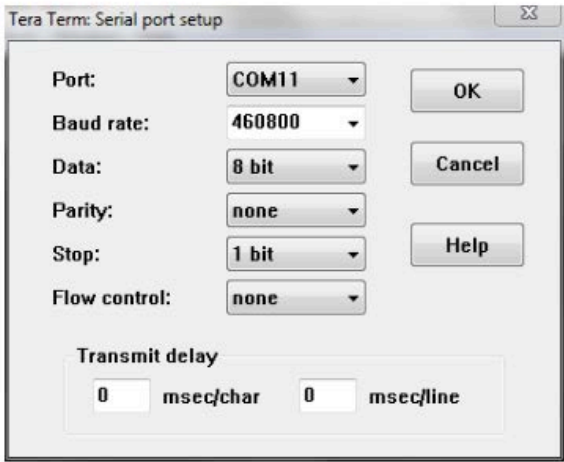 Tera Term: Serial port setup
Port: COM11 OK
Baud rate: 460800
Data: 8 bit Cancel
Parity: none
Stop: 1 bit Help
Flow control: none
Transmit delay
0 msec/char 0 msec/line